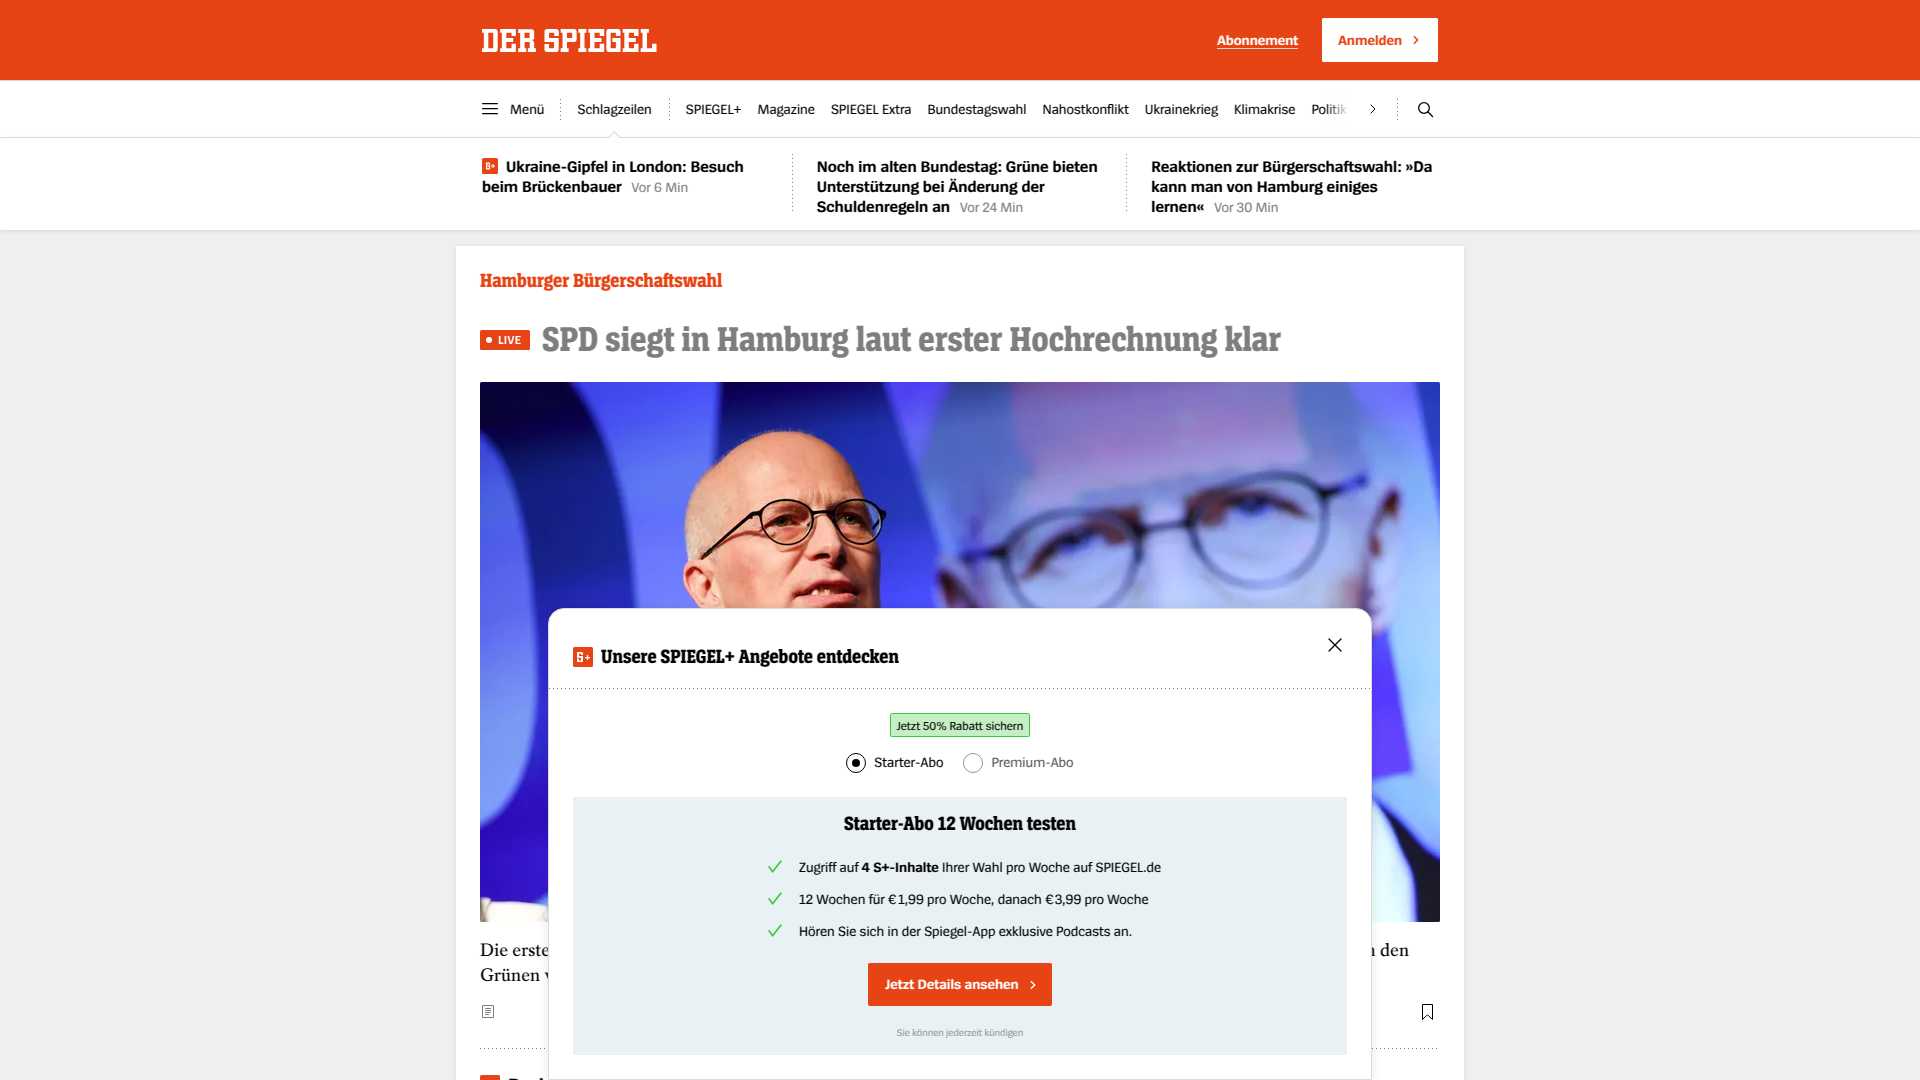 DER SPIEGEL
Abonnement
Anmelden
Menü
Schlagzeilen
SPIEGEL+
Magazine
SPIEGEL Extra
Bundestagswahl
Nahostkonflikt
Ukrainekrieg
Klimakrise
Politik
Ukraine-Gipfel in London: Besuch
beim Brückenbauer Vor 6 Min
Noch im alten Bundestag: Grüne bieten
Unterstützung bei Änderung der
Schuldenregeln an Vor 24 Min
Reaktionen zur Bürgerschaftswahl: »Da
kann man von Hamburg einiges
lernen« Vor 30 Min
Hamburger Bürgerschaftswahl
LIVE SPD siegt in Hamburg laut erster Hochrechnung klar
S+ Unsere SPIEGEL+ Angebote entdecken
Jetzt 50% Rabatt sichern
Starter-Abo
Premium-Abo
Starter-Abo 12 Wochen testen
Zugriff auf 4 S+-Inhalte Ihrer Wahl pro Woche auf SPIEGEL.de
12 Wochen für €1,99 pro Woche, danach €3,99 pro Woche
Hören Sie sich in der Spiegel-App exklusive Podcasts an.
Jetzt Details ansehen
Sie können jederzeit kündigen
Die erste
den
Grünen